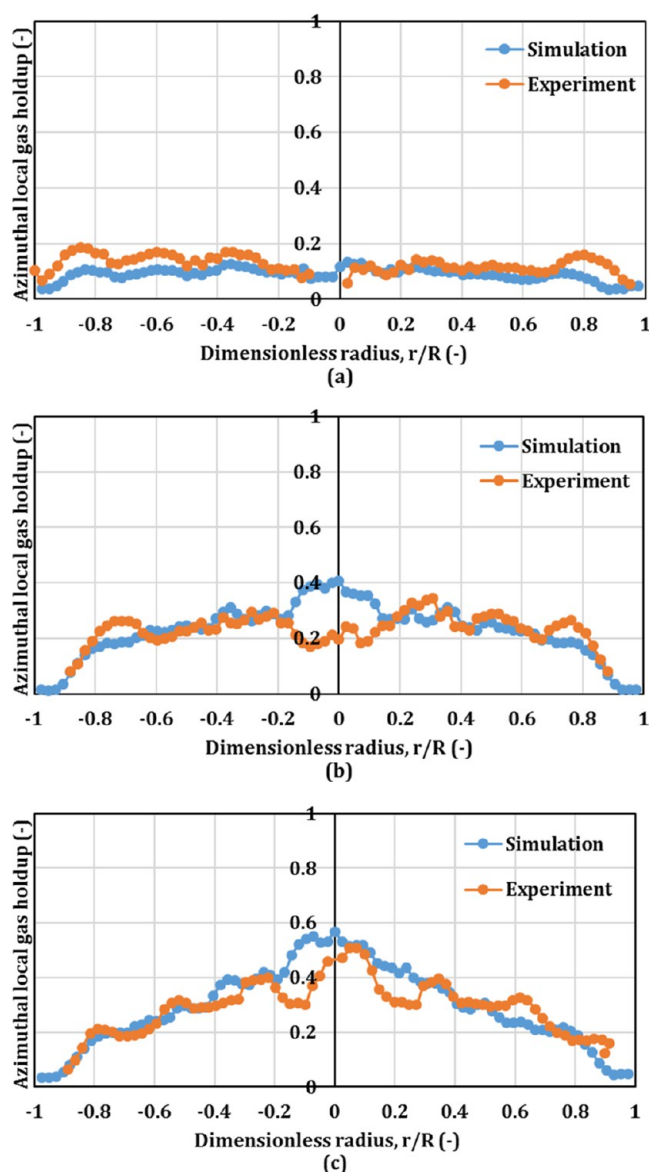 1
0.8
0.6
0.4
0.2
0
Azimuthal local gas holdup (-)
Simulation
Experiment
-1 -0.8 -0.6 -0.4 -0.2 0 0.2 0.4 0.6 0.8 1
Dimensionless radius, r/R (-)
(a)
1
0.8
0.6
0.4
0.2
0
Azimuthal local gas holdup (-)
Simulation
Experiment
-1 -0.8 -0.6 -0.4 -0.2 0 0.2 0.4 0.6 0.8 1
Dimensionless radius, r/R (-)
(b)
1
0.8
0.6
0.4
0.2
0
Azimuthal local gas holdup (-)
Simulation
Experiment
-1 -0.8 -0.6 -0.4 -0.2 0 0.2 0.4 0.6 0.8 1
Dimensionless radius, r/R (-)
(c)